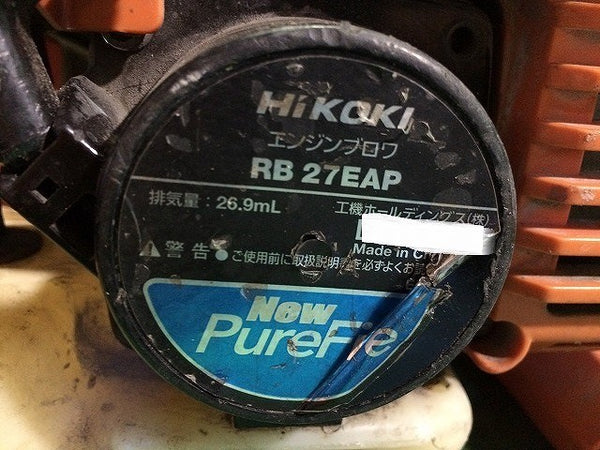 HiKOKI
エンジンブロワ
RB 27EAP
排気量：26.9mL
工機ホールディングス(株)
Made in
警告●ご使用前に取扱説明書を必ずよくお
New
PureFire